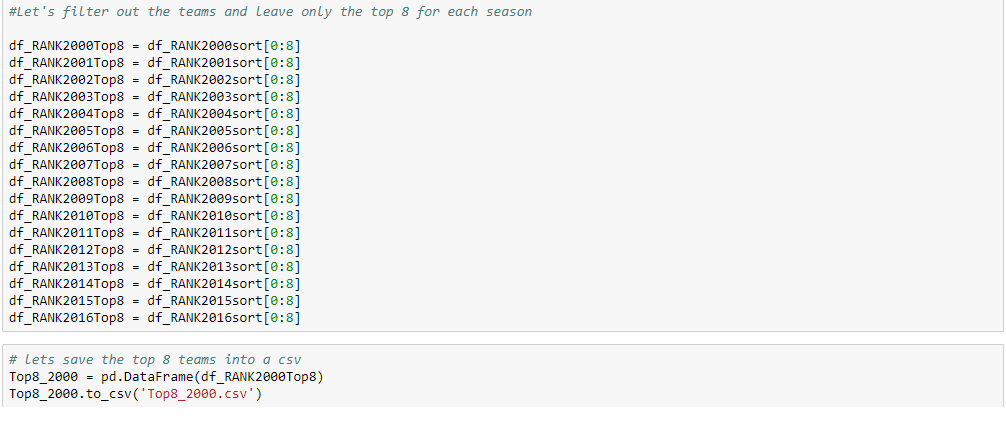 #Let's filter out the teams and leave only the top 8 for each season
df_RANK2000Top8 = df_RANK2000sort[0:8]
df_RANK2001Top8 = df_RANK2001sort[0:8]
df_RANK2002Top8 = df_RANK2002sort[0:8]
df_RANK2003Top8 = df_RANK2003sort[0:8]
df_RANK2004Top8 = df_RANK2004sort[0:8]
df_RANK2005Top8 = df_RANK2005sort[0:8]
df_RANK2006Top8 = df_RANK2006sort[0:8]
df_RANK2007Top8 = df_RANK2007sort[0:8]
df_RANK2008Top8 = df_RANK2008sort[0:8]
df_RANK2009Top8 = df_RANK2009sort[0:8]
df_RANK2010Top8 = df_RANK2010sort[0:8]
df_RANK2011Top8 = df_RANK2011sort[0:8]
df_RANK2012Top8 = df_RANK2012sort[0:8]
df_RANK2013Top8 = df_RANK2013sort[0:8]
df_RANK2014Top8 = df_RANK2014sort[0:8]
df_RANK2015Top8 = df_RANK2015sort[0:8]
df_RANK2016Top8 = df_RANK2016sort[0:8]
# lets save the top 8 teams into a csv
Top8_2000 = pd.DataFrame(df_RANK2000Top8)
Top8_2000.to_csv('Top8_2000.csv')